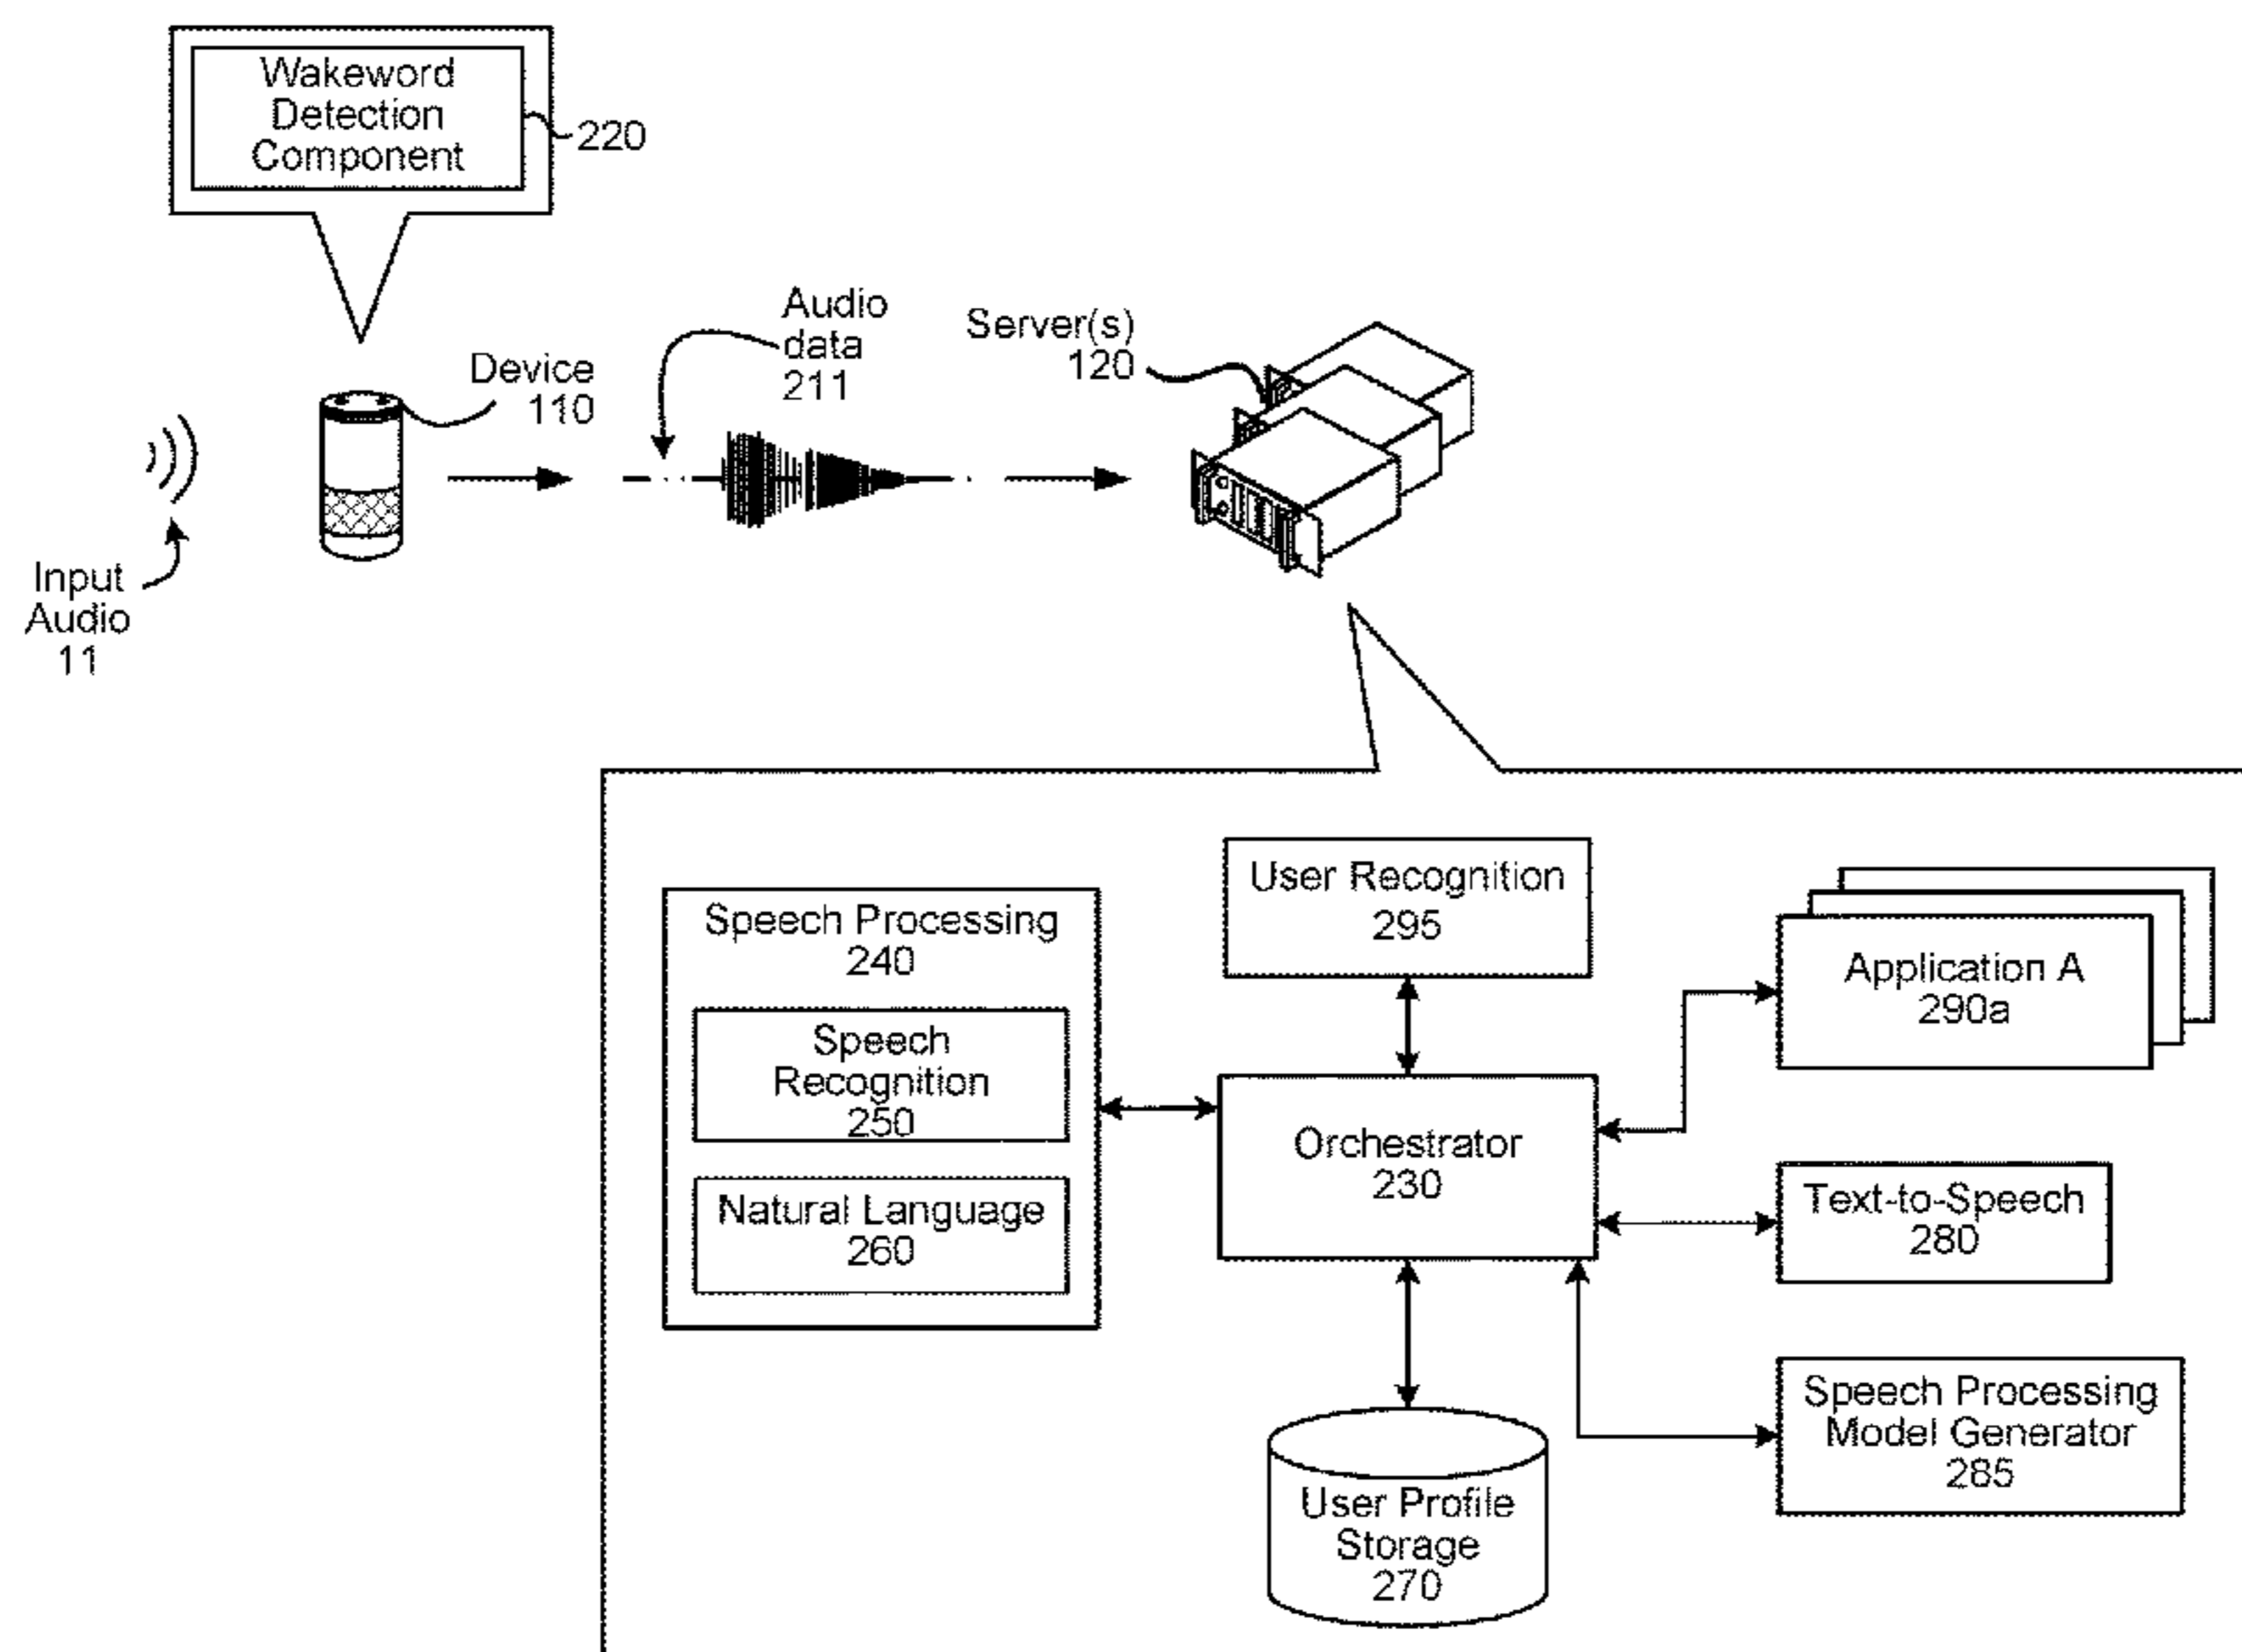 Wakeword
Detection
Component
220
Device
110
Audio
data
211
Server(s)
120
Input
Audio
11
User Recognition
295
Speech Processing
240
Speech
Recognition
250
Natural Language
260
Orchestrator
230
Application A
290a
Text-to-Speech
280
Speech Processing
Model Generator
285
User Profile
Storage
270